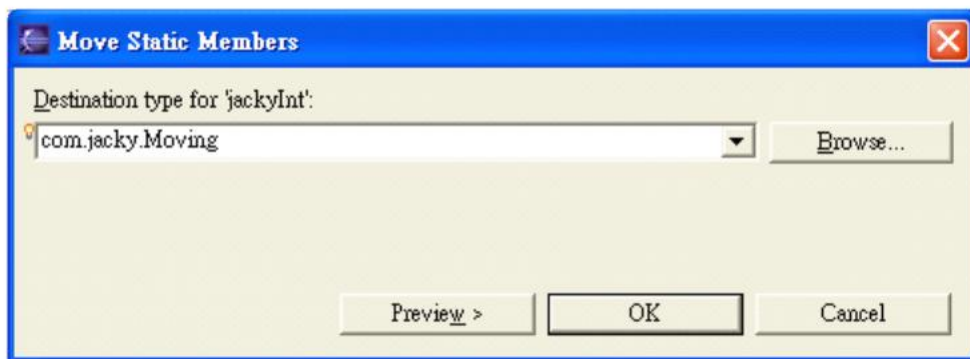 Move Static Members
Destination type for 'jackyInt':
com.jacky.Moving
Browse...
Preview >
OK
Cancel